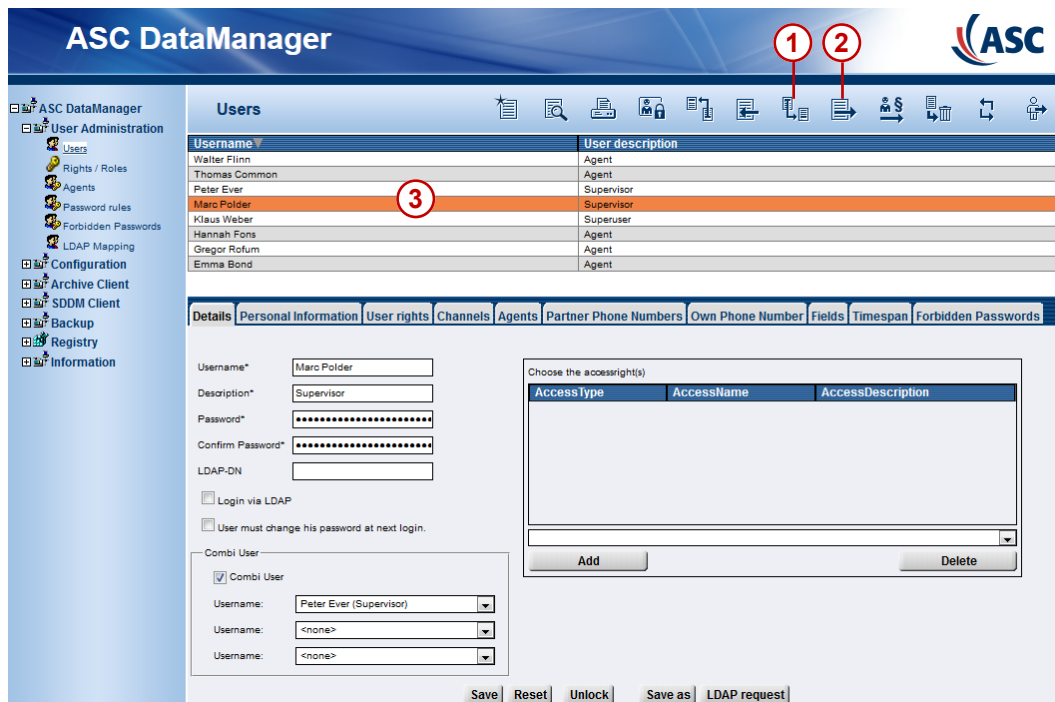 ASC DataManager
1
2
ASC
ASC DataManager
User Administration
Users
Rights / Roles
Agents
Password rules
Forbidden Passwords
LDAP Mapping
Configuration
Archive Client
SDDM Client
Backup
Registry
Information
Users
§
Username User description
Walter Flinn Agent
Thomas Common Agent
Peter Ever Supervisor
Marc Polder 3 Supervisor
Klaus Weber Superuser
Hannah Fons Agent
Gregor Rofum Agent
Emma Bond Agent
Details Personal Information User rights Channels Agents Partner Phone Numbers Own Phone Number Fields Timespan Forbidden Passwords
Username* Marc Polder
Description* Supervisor
Password*
Confirm Password*
LDAP-DN
Login via LDAP
User must change his password at next login.
Combi User
Combi User
Username: Peter Ever (Supervisor)
Username: <none>
Username: <none>
Choose the accessright(s)
AccessType AccessName AccessDescription
Add Delete
Save Reset Unlock Save as LDAP request